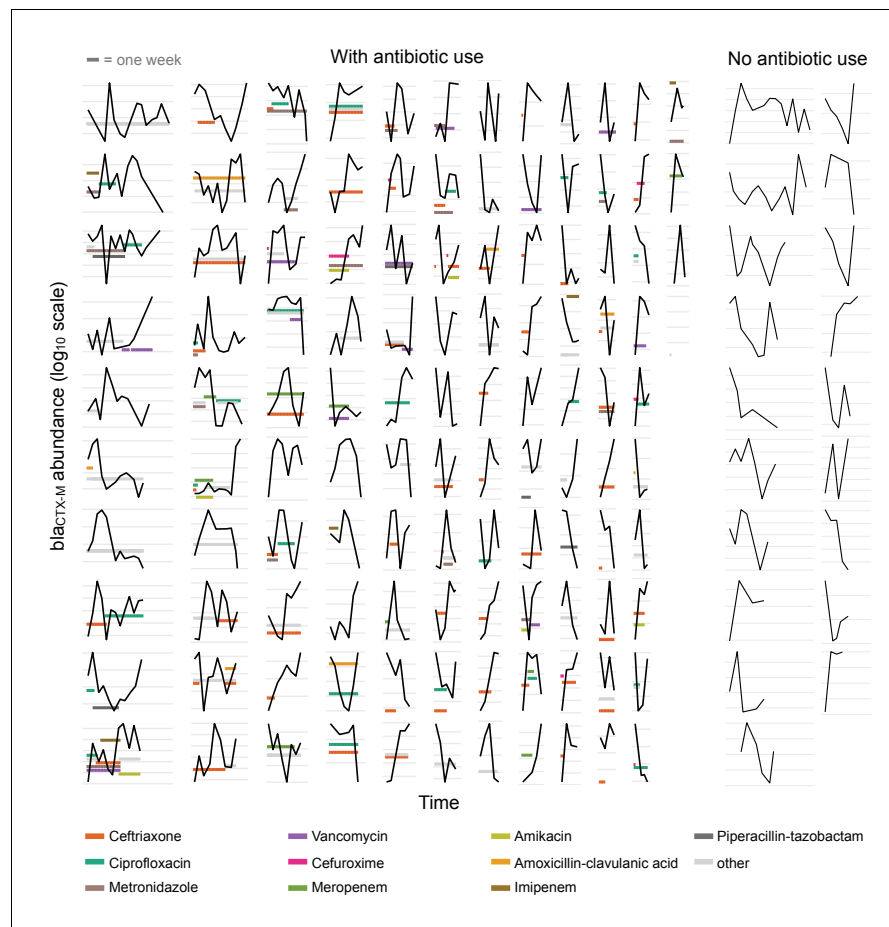 With antibiotic use
No antibiotic use
= one week
blaCTX-M abundance (log10 scale)
Time
Ceftriaxone
Vancomycin
Amikacin
Piperacillin-tazobactam
Ciprofloxacin
Cefuroxime
Amoxicillin-clavulanic acid
other
Metronidazole
Meropenem
Imipenem